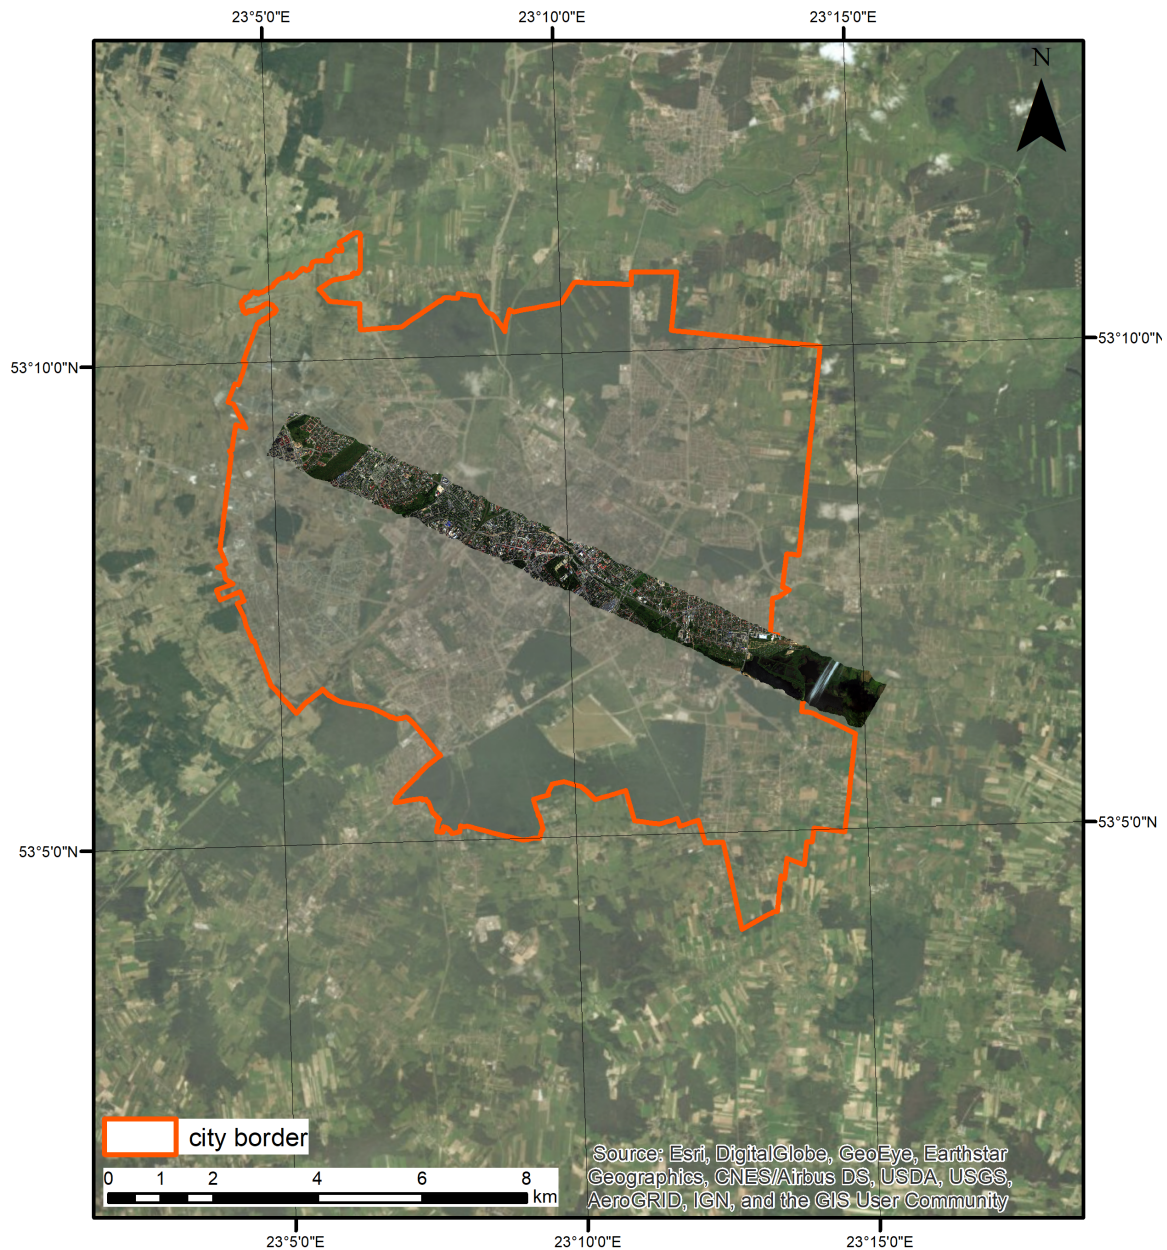 23°5'0"E 23°10'0"E 23°15'0"E
N
53°10'0"N
53°10'0"N
53°5'0"N
53°5'0"N
city border
0 1 2 4 6 8
km
Source: Esri, DigitalGlobe, GeoEye, Earthstar
Geographics, CNES/Airbus DS, USDA, USGS,
AeroGRID, IGN, and the GIS User Community
23°5'0"E 23°10'0"E 23°15'0"E